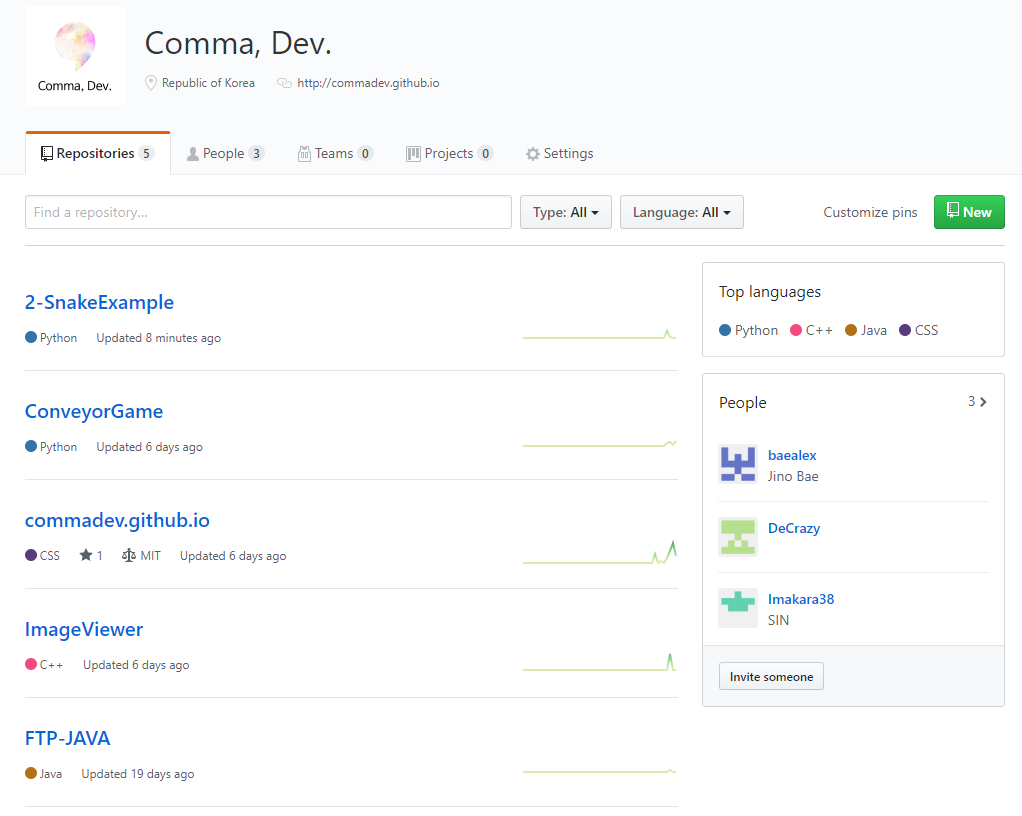 Comma, Dev.
Comma, Dev.
Republic of Korea http://commadev.github.io
Repositories 5 People 3 Teams 0 Projects 0 Settings
Find a repository... Type: All Language: All Customize pins New
2-SnakeExample
Python Updated 8 minutes ago
ConveyorGame
Python Updated 6 days ago
commadev.github.io
CSS 1 MIT Updated 6 days ago
ImageViewer
C++ Updated 6 days ago
FTP-JAVA
Java Updated 19 days ago
Top languages
Python C++ Java CSS
People 3
baealex
Jino Bae
DeCrazy
Imakara38
SIN
Invite someone